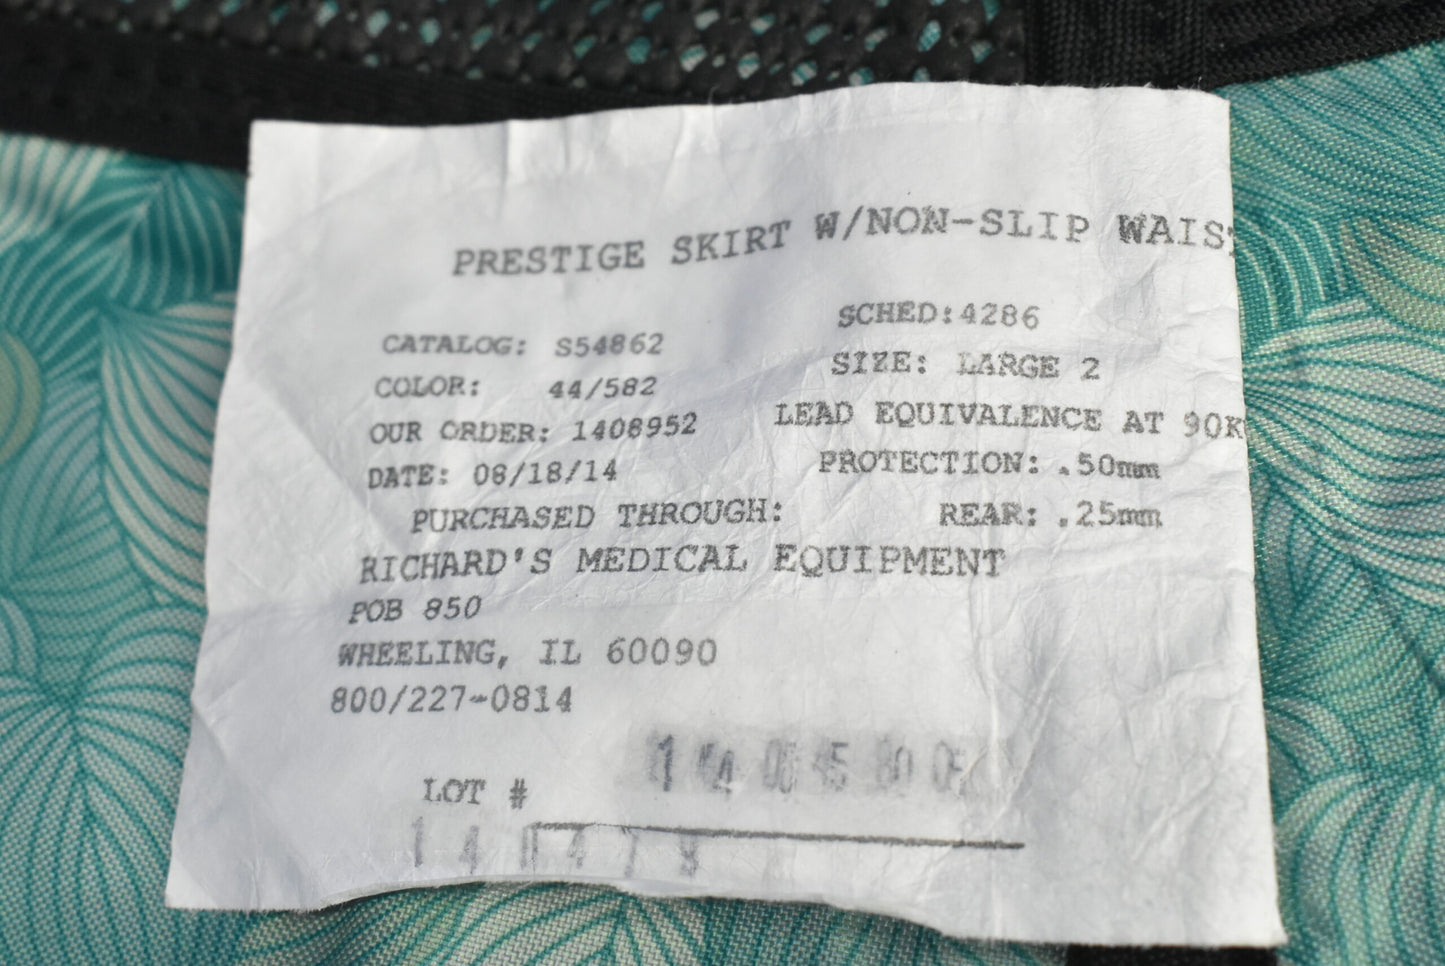 PRESTIGE SKIRT W/NON-SLIP WAIS
SCHED:4286
CATALOG: S54862
SIZE: LARGE 2
COLOR: 44/582
LEAD EQUIVALENCE AT 90K
OUR ORDER: 1408952
PROTECTION: .50mm
DATE: 08/18/14
REAR: .25mm
PURCHASED THROUGH:
RICHARD'S MEDICAL EQUIPMENT
POB 850
WHEELING, IL 60090
800/227-0814
LOT #